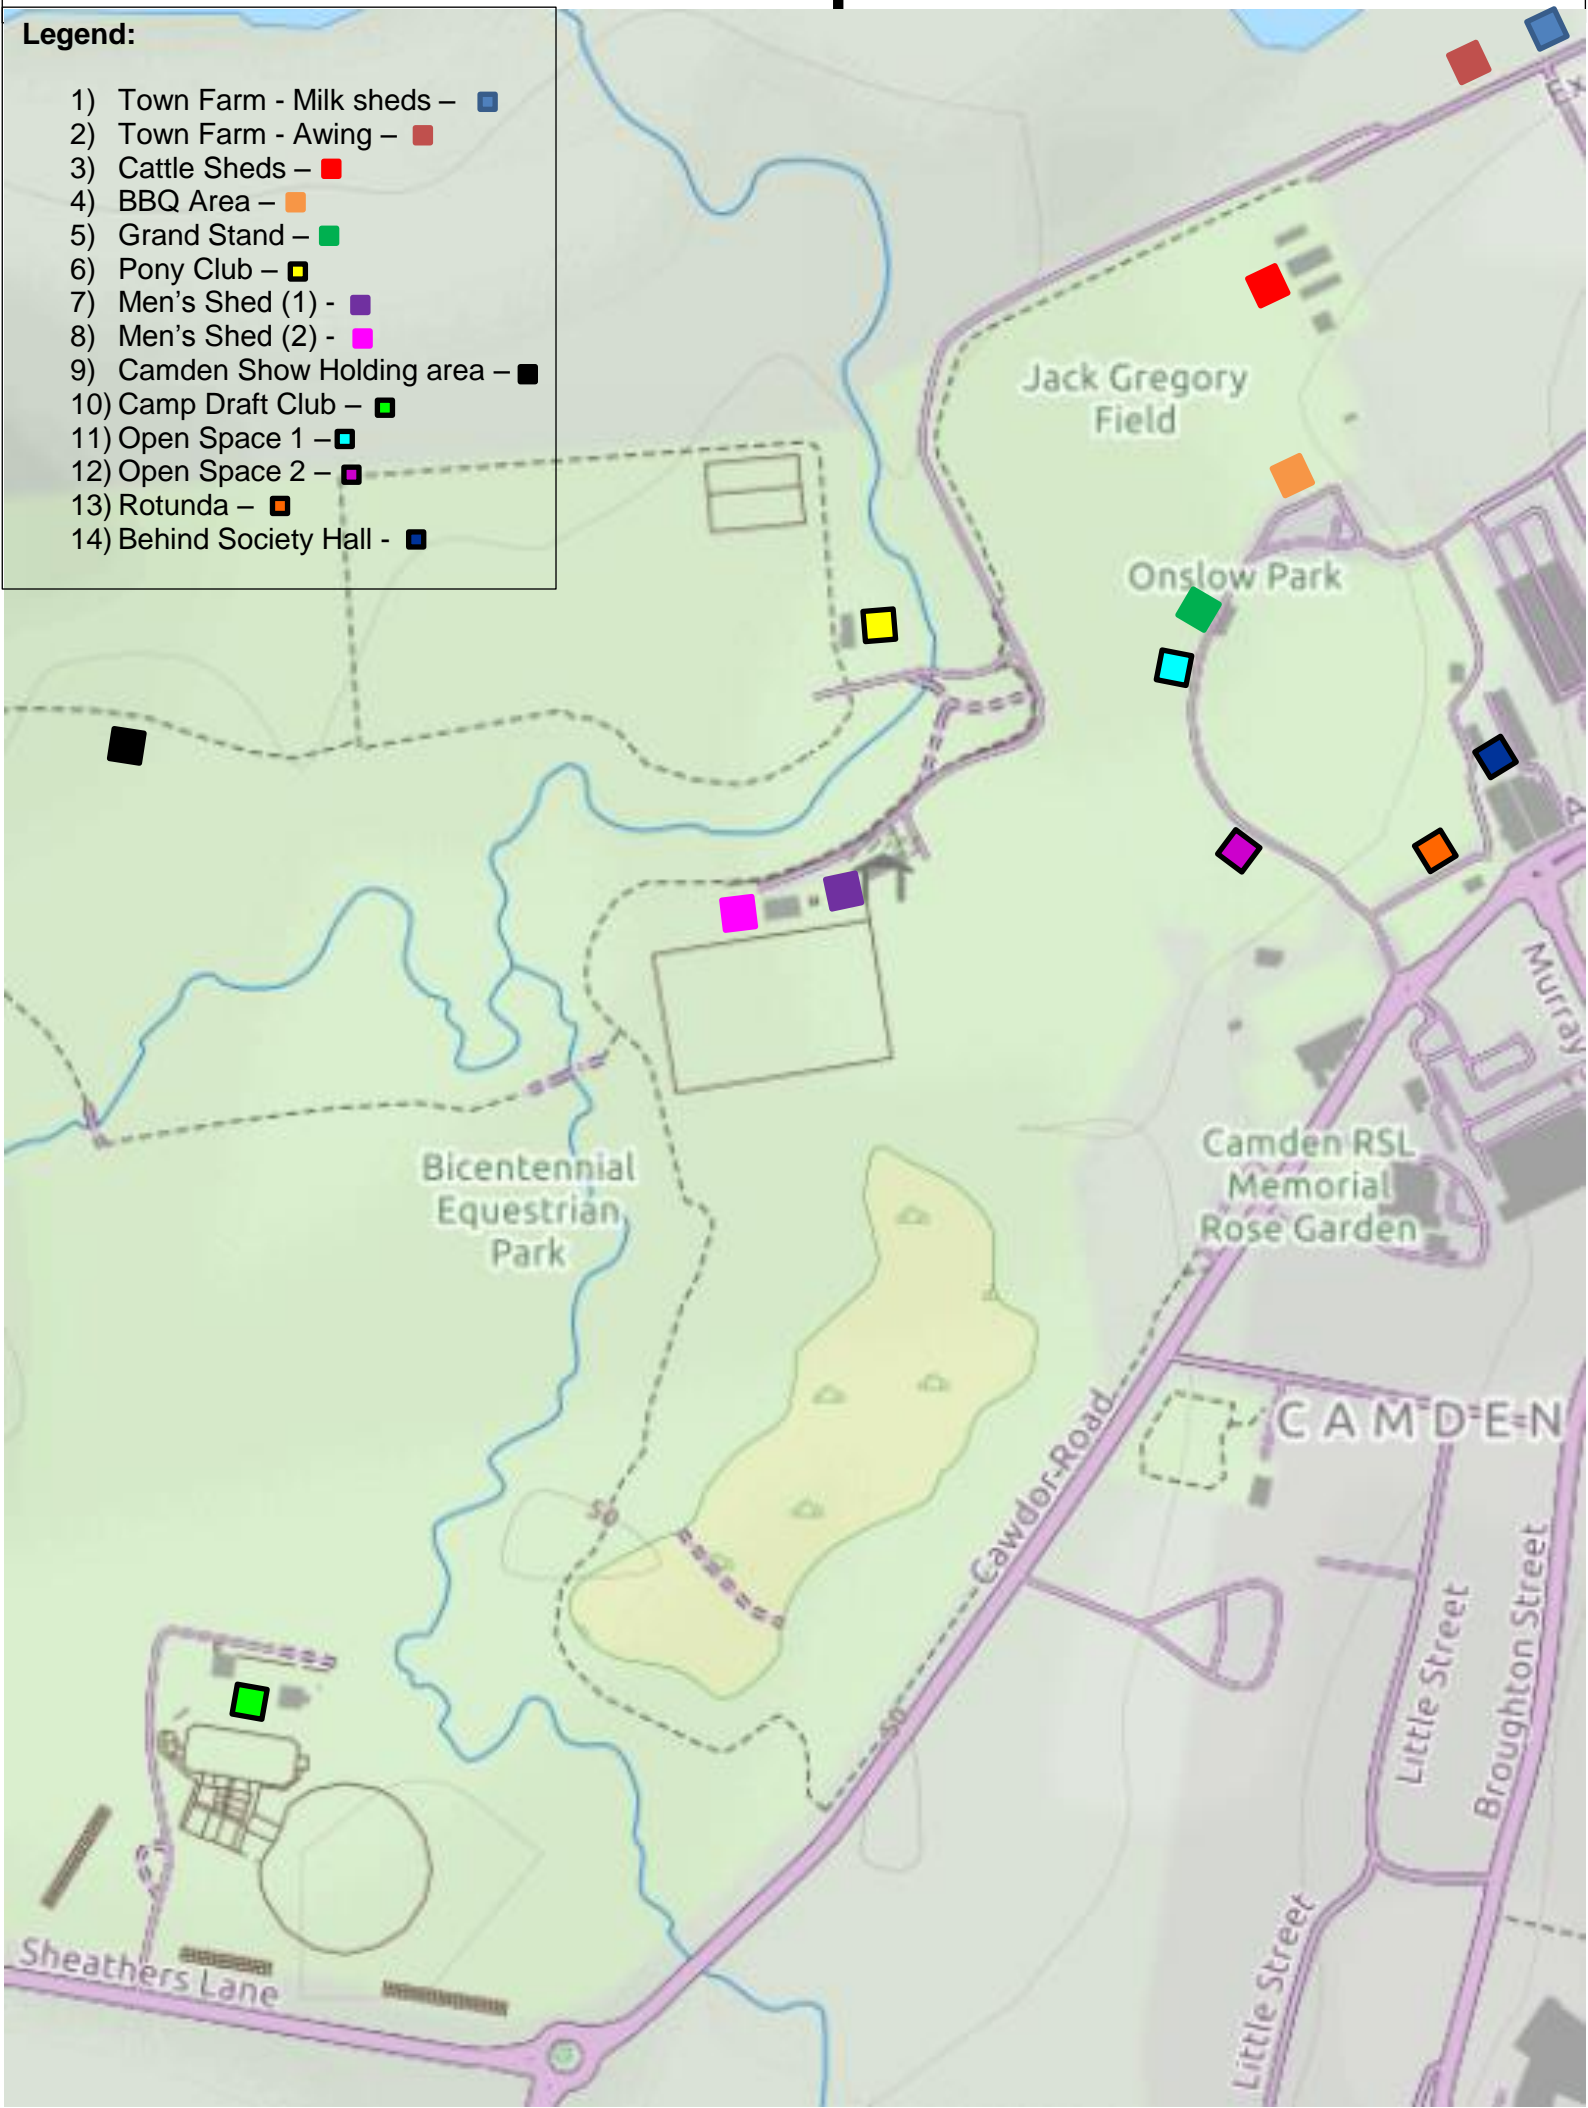 Legend:
1) Town Farm - Milk sheds –
2) Town Farm - Awing –
3) Cattle Sheds –
4) BBQ Area –
5) Grand Stand –
6) Pony Club –
7) Men’s Shed (1) -
8) Men’s Shed (2) -
9) Camden Show Holding area –
10) Camp Draft Club –
11) Open Space 1 –
12) Open Space 2 –
13) Rotunda –
14) Behind Society Hall -
Ex
Jack Gregory
Field
Onslow Park
A
Murray
Camden RSL
Memorial
Rose Garden
Bicentennial
Equestrian
Park
CAMDEN
Cawdor Road
50
50
Little Street
Broughton Street
Little Street
Sheathers Lane